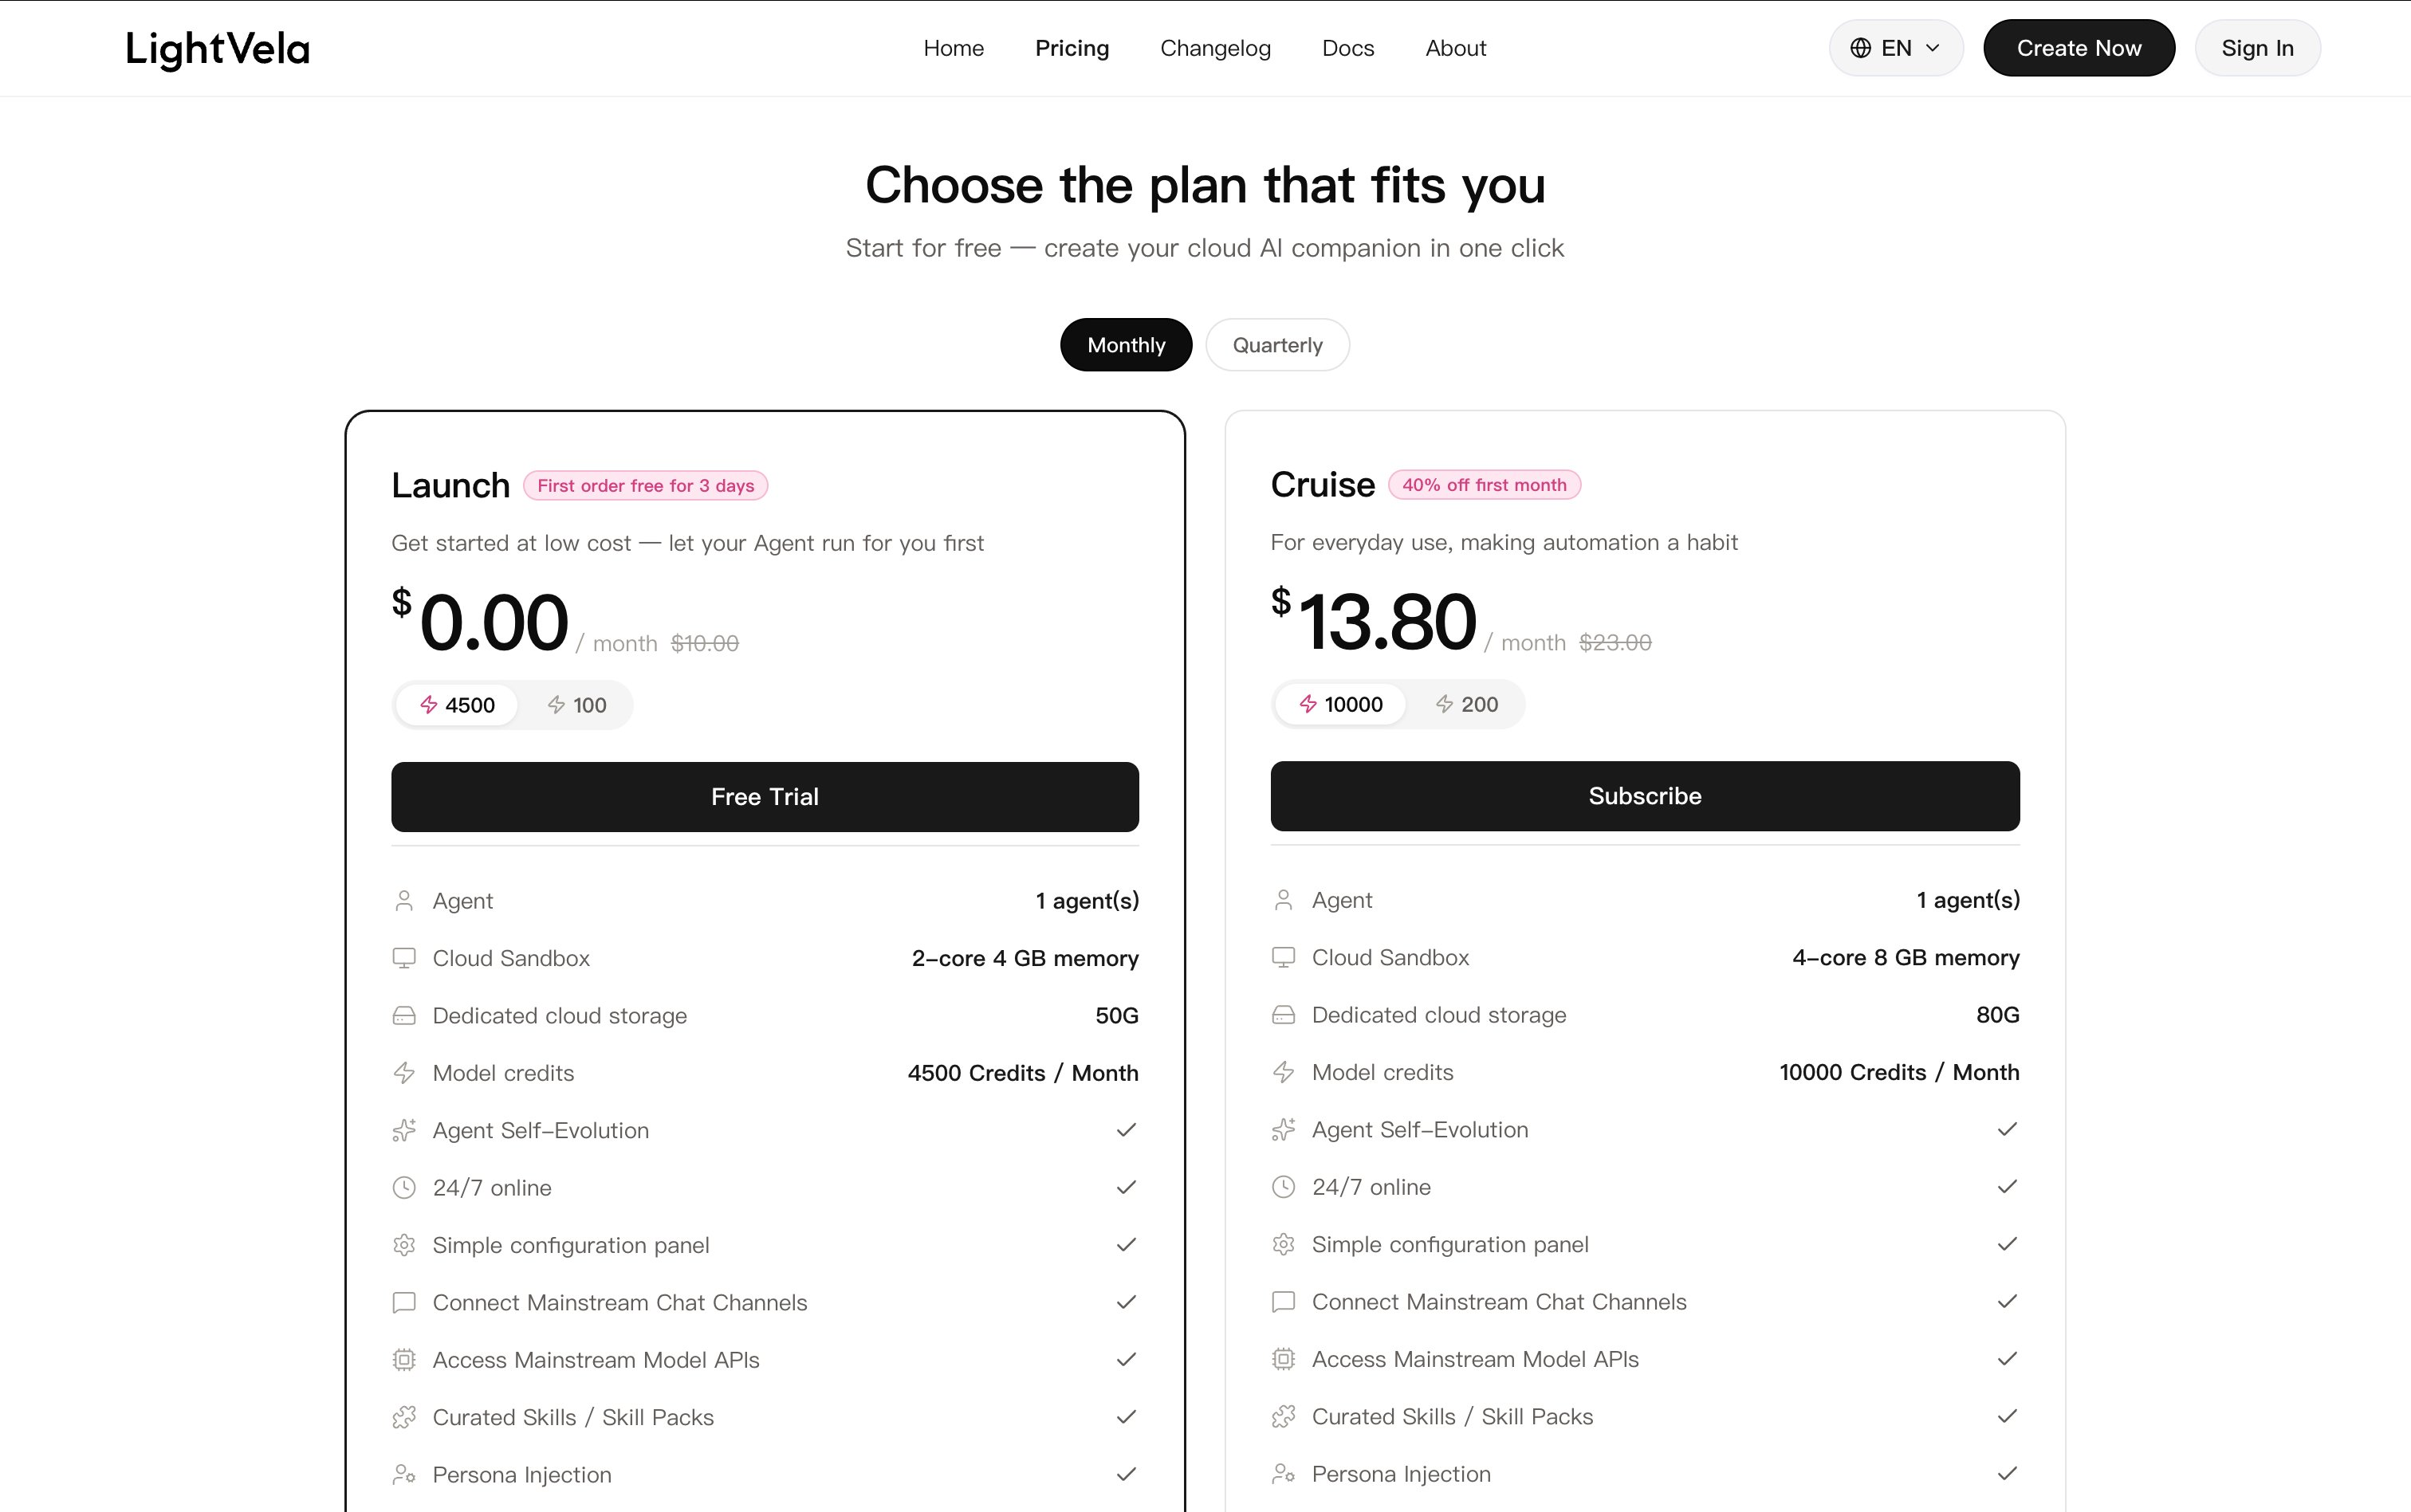 LightVela
Home Pricing Changelog Docs About
EN Create Now Sign In
Choose the plan that fits you
Start for free — create your cloud AI companion in one click
Monthly Quarterly
Launch First order free for 3 days
Get started at low cost — let your Agent run for you first
$0.00 / month $10.00
4500 100
Free Trial
Agent 1 agent(s)
Cloud Sandbox 2-core 4 GB memory
Dedicated cloud storage 50G
Model credits 4500 Credits / Month
Agent Self-Evolution
24/7 online
Simple configuration panel
Connect Mainstream Chat Channels
Access Mainstream Model APIs
Curated Skills / Skill Packs
Persona Injection
Cruise 40% off first month
For everyday use, making automation a habit
$13.80 / month $23.00
10000 200
Subscribe
Agent 1 agent(s)
Cloud Sandbox 4-core 8 GB memory
Dedicated cloud storage 80G
Model credits 10000 Credits / Month
Agent Self-Evolution
24/7 online
Simple configuration panel
Connect Mainstream Chat Channels
Access Mainstream Model APIs
Curated Skills / Skill Packs
Persona Injection